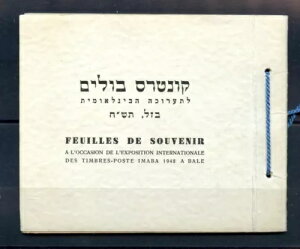 קונטרס בולים
לתערוכה הבינלאומית
בזל, תש"ח
FEUILLES DE SOUVENIR
A L'OCCASION DE L'EXPOSITION INTERNATIONALE
DES TIMBRES-POSTE IMABA 1948 A BALE